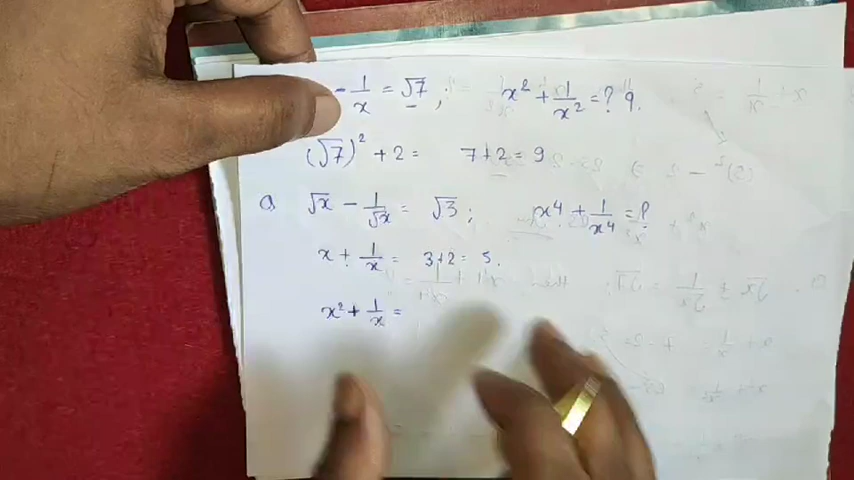 - 1/x = √7 ; x² + 1/x² = ? 9.
(√7)² + 2 = 7+2 = 9
Q √x - 1/√x = √3 ; x⁴ + 1/x⁴ = ?
x + 1/x = 3+2 = 5.
x² + 1/x =